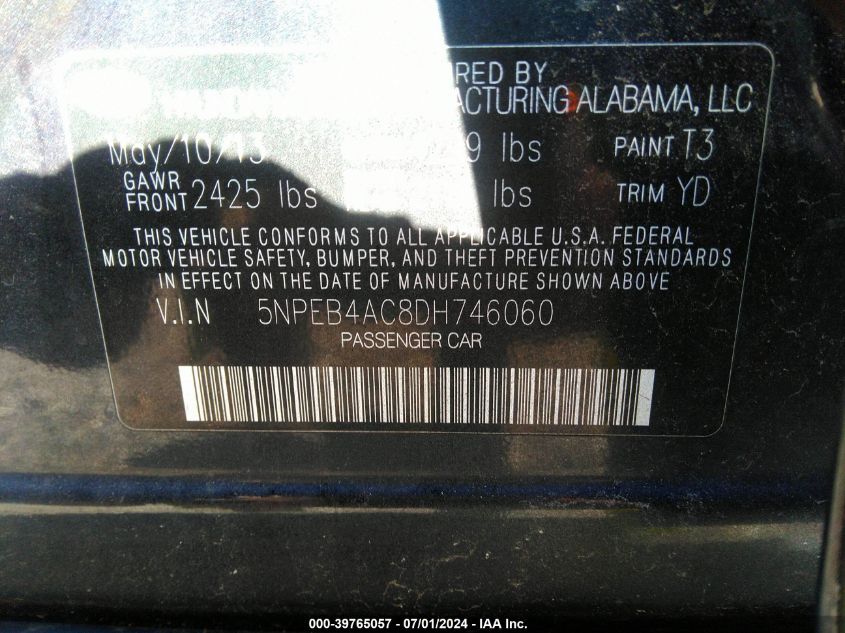 URED BY
ACTURING ALABAMA, LLC
May/10/13 9 lbs PAINT T3
GAWR
FRONT 2425 lbs lbs TRIM YD
THIS VEHICLE CONFORMS TO ALL APPLICABLE U.S.A. FEDERAL
MOTOR VEHICLE SAFETY, BUMPER, AND THEFT PREVENTION STANDARDS
IN EFFECT ON THE DATE OF MANUFACTURE SHOWN ABOVE
V.I.N 5NPEB4AC8DH746060
PASSENGER CAR
000-39765057 - 07/01/2024 - IAA Inc.